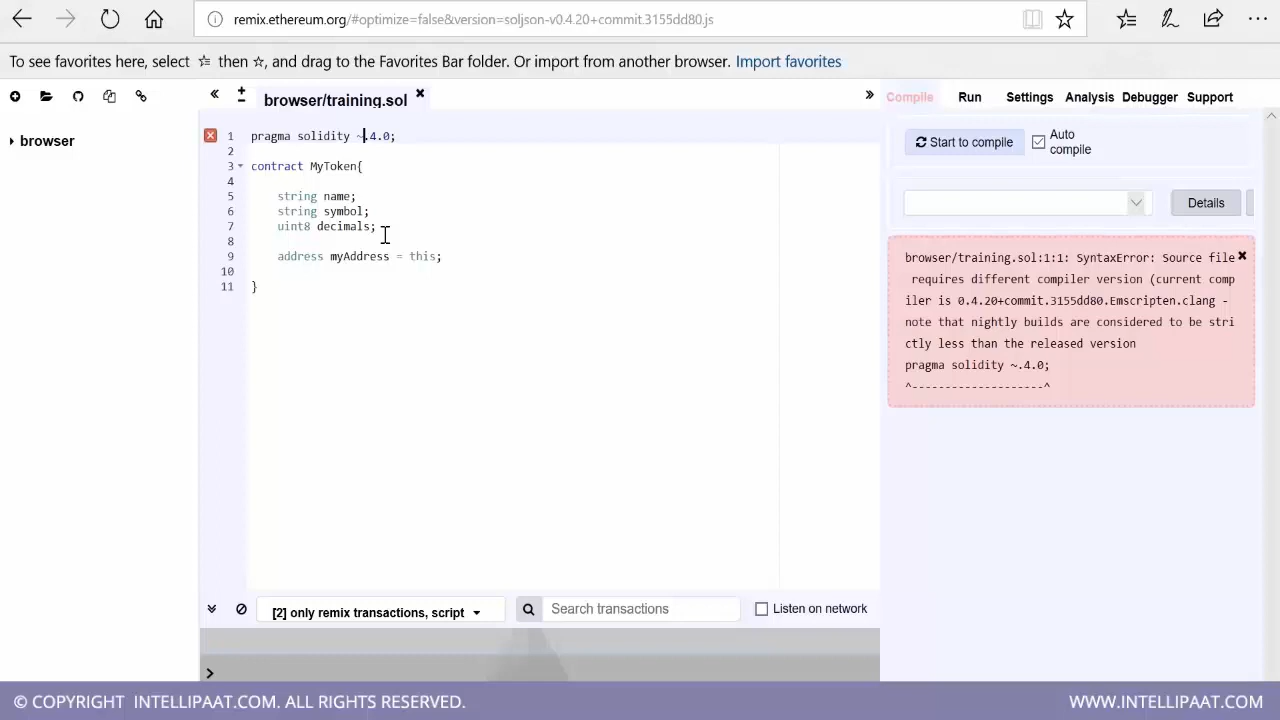 remix.ethereum.org/#optimize=false&version=soljson-v0.4.20+commit.3155dd80.js
To see favorites here, select then , and drag to the Favorites Bar folder. Or import from another browser. Import favorites
browser/training.sol
Compile Run Settings Analysis Debugger Support
browser
1 pragma solidity ~.4.0;
2
3 contract MyToken{
4
5 string name;
6 string symbol;
7 uint8 decimals;
8
9 address myAddress = this;
10
11 }
Start to compile
Auto
compile
Details
browser/training.sol:1:1: SyntaxError: Source file
requires different compiler version (current comp
iler is 0.4.20+commit.3155dd80.Emscripten.clang -
note that nightly builds are considered to be stri
ctly less than the released version
pragma solidity ~.4.0;
^--------------------^
[2] only remix transactions, script
Search transactions
Listen on network
>
© COPYRIGHT INTELLIPAAT.COM. ALL RIGHTS RESERVED.
WWW.INTELLIPAAT.COM